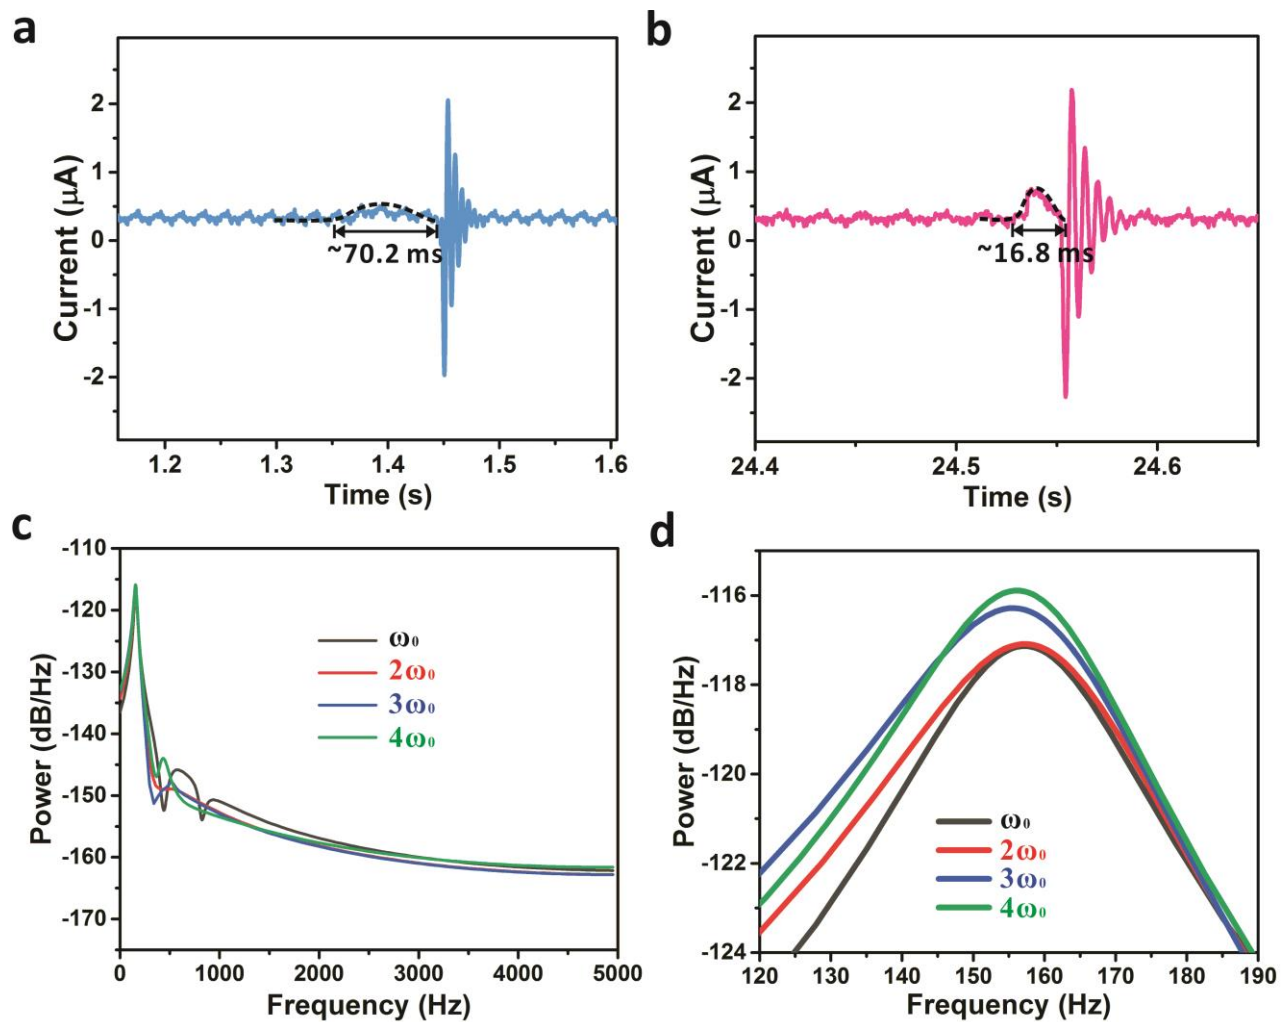 a
Current (μA)
2
1
0
-1
-2
~70.2 ms
1.2
1.3
1.4
1.5
1.6
Time (s)
b
Current (μA)
2
1
0
-1
-2
~16.8 ms
24.4
24.5
24.6
Time (s)
c
Power (dB/Hz)
-110
-120
-130
-140
-150
-160
-170
ω₀
2ω₀
3ω₀
4ω₀
0
1000
2000
3000
4000
5000
Frequency (Hz)
d
Power (dB/Hz)
-116
-118
-120
-122
-124
ω₀
2ω₀
3ω₀
4ω₀
120
130
140
150
160
170
180
190
Frequency (Hz)